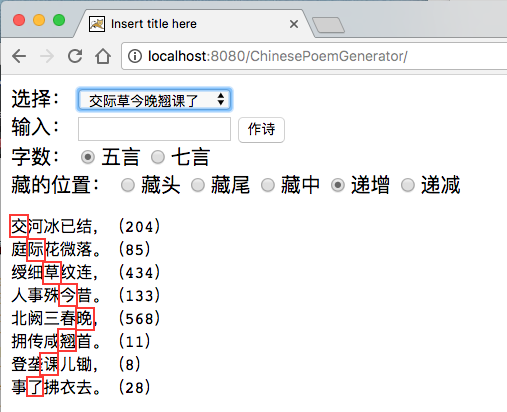 Insert title here
localhost:8080/ChinesePoemGenerator/
选择： 交际草今晚翘课了
输入： 作诗
字数： 五言 七言
藏的位置： 藏头 藏尾 藏中 递增 递减
交河冰已结，（204）
庭际花微落。（85）
绶细草纹连，（434）
人事殊今昔。（133）
北阙三春晚，（568）
拥传咸翘首。（11）
登垄课儿锄，（8）
事了拂衣去。（28）